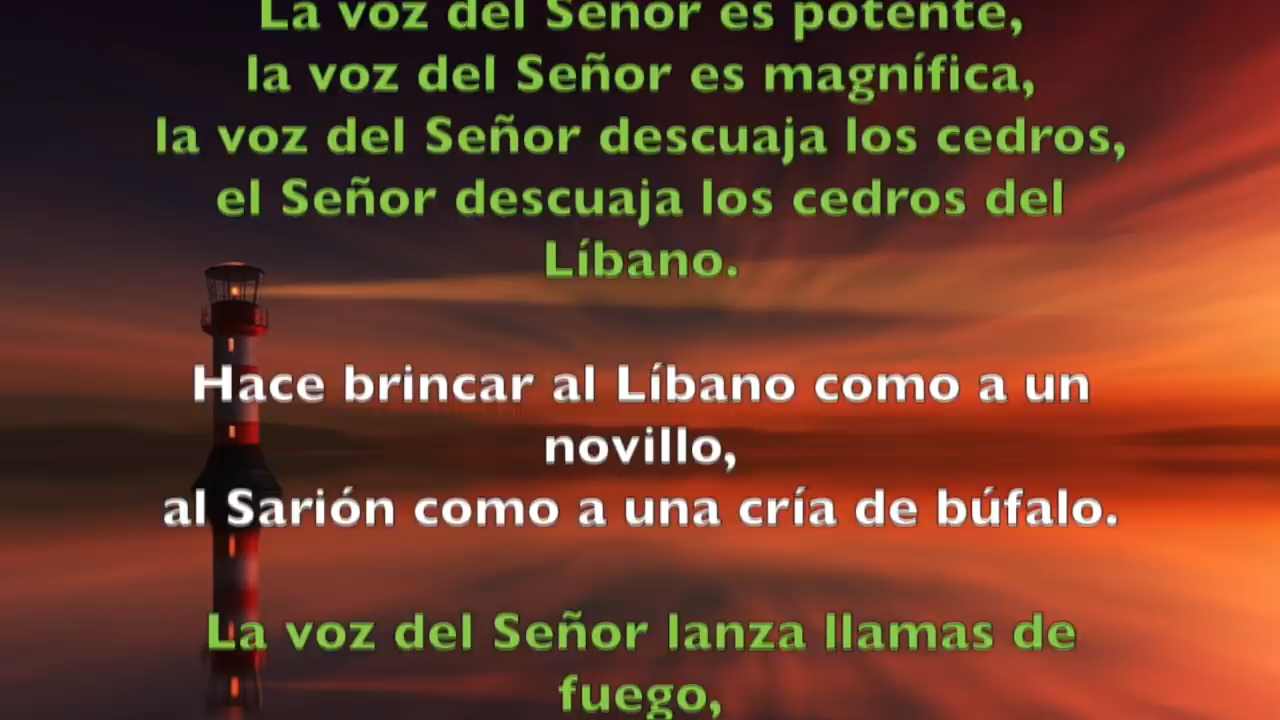 La voz del Señor es potente,
la voz del Señor es magnífica,
la voz del Señor descuaja los cedros,
el Señor descuaja los cedros del
Líbano.
Hace brincar al Líbano como a un
novillo,
al Sarión como a una cría de búfalo.
La voz del Señor lanza llamas de
fuego,